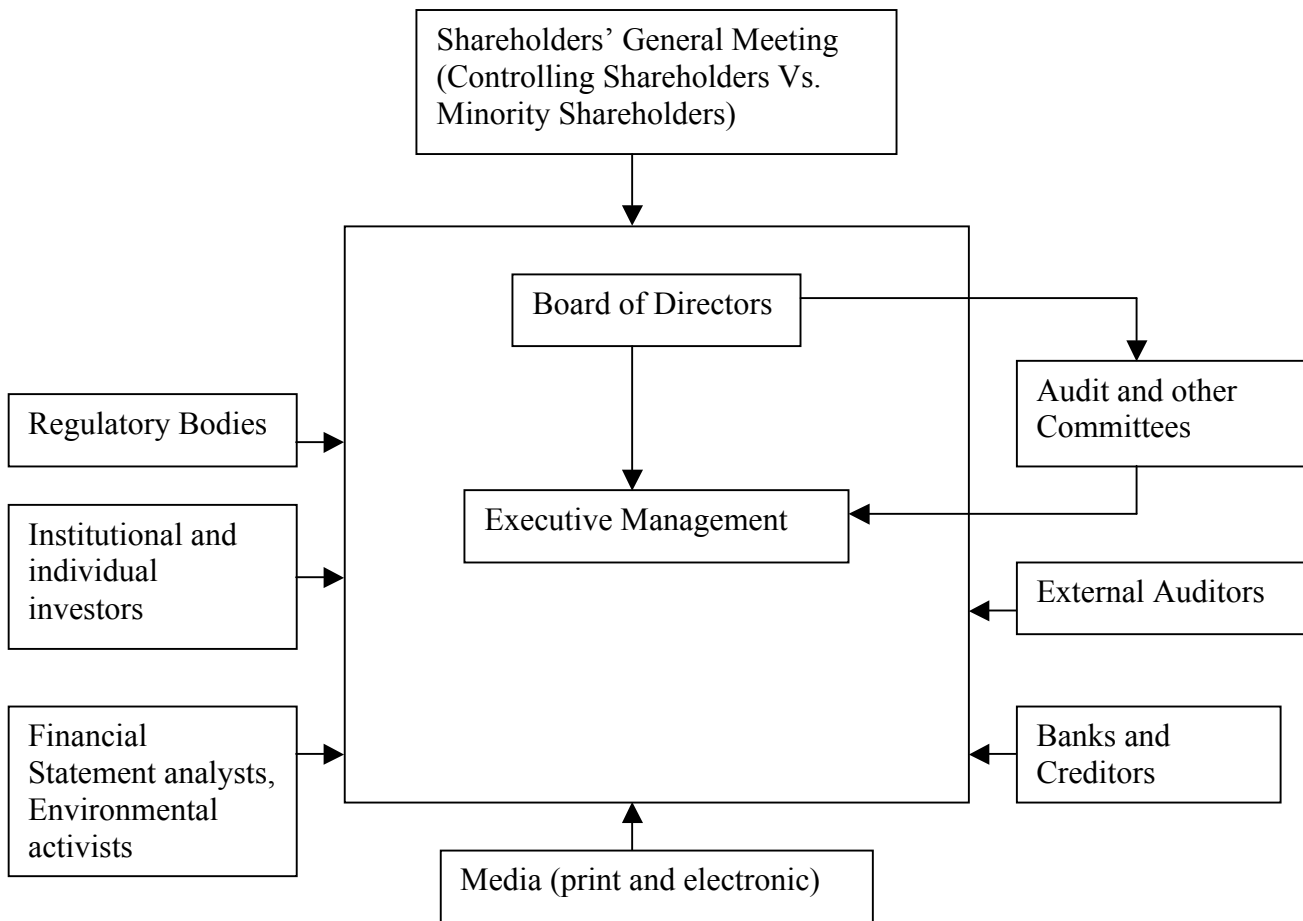 Shareholders’ General Meeting
(Controlling Shareholders Vs.
Minority Shareholders)
Board of Directors
Audit and other
Committees
Regulatory Bodies
Executive Management
Institutional and
individual
investors
External Auditors
Financial
Statement analysts,
Environmental
activists
Banks and
Creditors
Media (print and electronic)